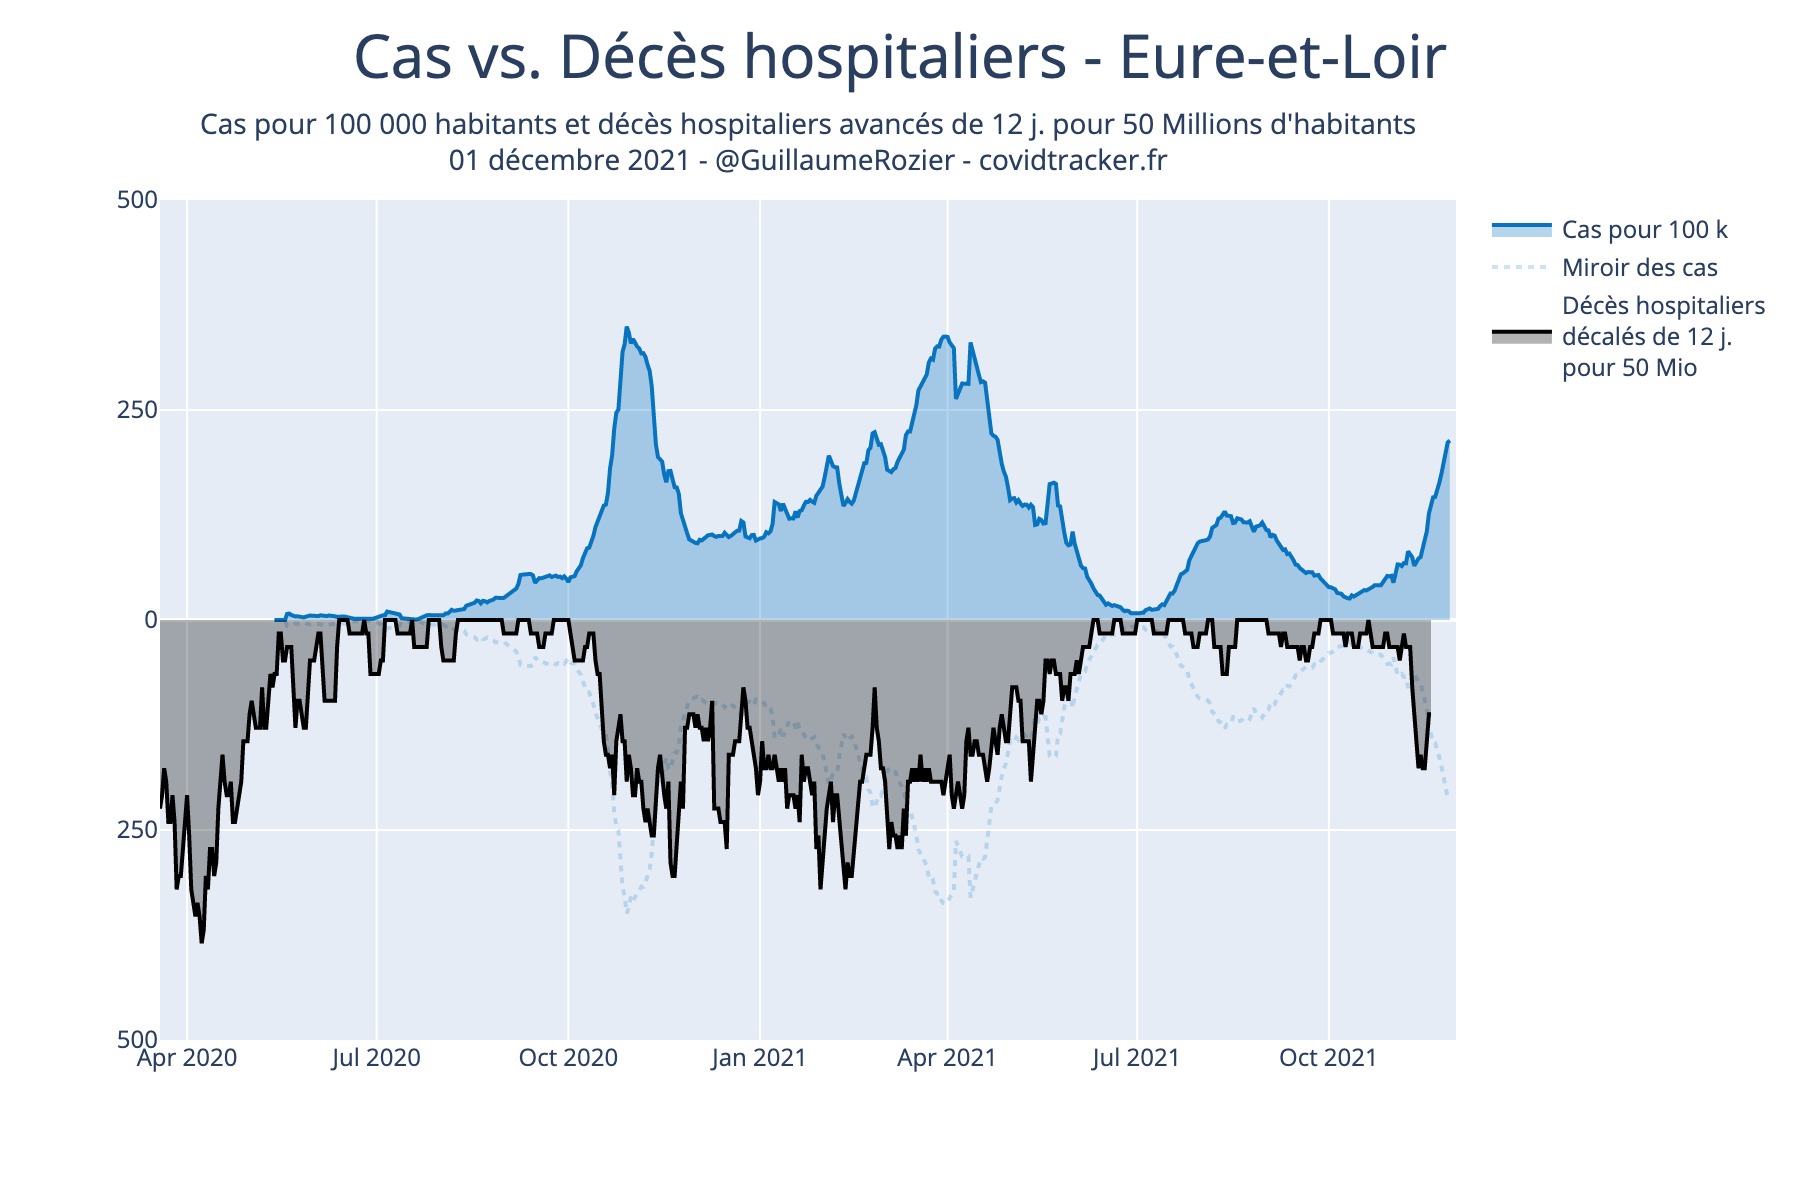 Cas vs. Décès hospitaliers - Eure-et-Loir
Cas pour 100 000 habitants et décès hospitaliers avancés de 12 j. pour 50 Millions d'habitants
01 décembre 2021 - @GuillaumeRozier - covidtracker.fr
500
250
0
250
500
Apr 2020
Jul 2020
Oct 2020
Jan 2021
Apr 2021
Jul 2021
Oct 2021
Cas pour 100 k
Miroir des cas
Décès hospitaliers
décalés de 12 j.
pour 50 Mio